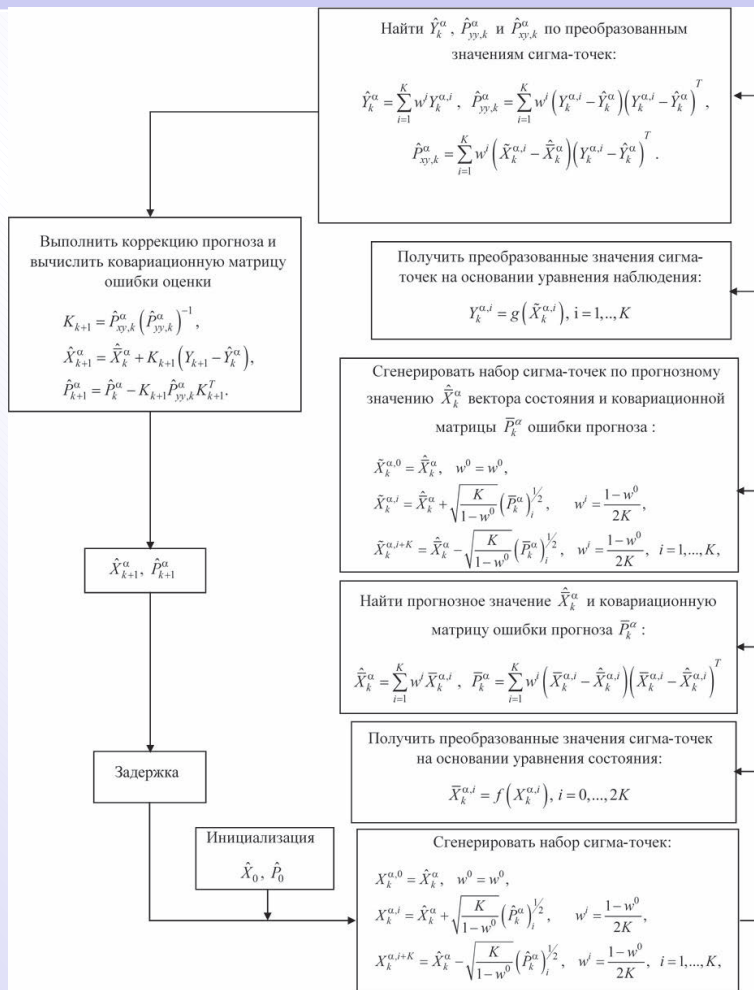 Найти Ŷ_k^α , P̂_{yy,k}^α и P̂_{xy,k}^α по преобразованным
значениям сигма-точек:
Ŷ_k^α = ∑_{i=1}^{K} w^i Y_k^{α,i} , P̂_{yy,k}^α = ∑_{i=1}^{K} w^i (Y_k^{α,i} − Ŷ_k^α)(Y_k^{α,i} − Ŷ_k^α)^T ,
P̂_{xy,k}^α = ∑_{i=1}^{K} w^i (X̃_k^{α,i} − X̄̂_k^α)(Y_k^{α,i} − Ŷ_k^α)^T .
Выполнить коррекцию прогноза и
вычислить ковариационную матрицу
ошибки оценки
K_{k+1} = P̂_{xy,k}^α (P̂_{yy,k}^α)^{−1},
X̂_{k+1}^α = X̄̂_k^α + K_{k+1}(Y_{k+1} − Ŷ_k^α),
P̂_{k+1}^α = P̂_k^α − K_{k+1} P̂_{yy,k}^α K_{k+1}^T.
Получить преобразованные значения сигма-
точек на основании уравнения наблюдения:
Y_k^{α,i} = g(X̃_k^{α,i}), i = 1,.., K
Сгенерировать набор сигма-точек по прогнозному
значению X̄̂_k^α вектора состояния и ковариационной
матрицы P̄_k^α ошибки прогноза :
X̃_k^{α,0} = X̄̂_k^α, w^0 = w^0,
X̃_k^{α,i} = X̄̂_k^α + √(K/(1−w^0)) (P̄_k^α)_i^{1/2}, w^i = (1−w^0)/2K,
X̃_k^{α,i+K} = X̄̂_k^α − √(K/(1−w^0)) (P̄_k^α)_i^{1/2}, w^i = (1−w^0)/2K, i = 1,...,K,
X̂_{k+1}^α, P̂_{k+1}^α
Найти прогнозное значение X̄̂_k^α и ковариационную
матрицу ошибки прогноза P̄_k^α :
X̄̂_k^α = ∑_{i=1}^{K} w^i X̄_k^{α,i} , P̄_k^α = ∑_{i=1}^{K} w^i (X̄_k^{α,i} − X̄̂_k^{α,i})(X̄_k^{α,i} − X̄̂_k^{α,i})^T
Получить преобразованные значения сигма-точек
на основании уравнения состояния:
X̄_k^{α,i} = f(X_k^{α,i}), i = 0,...,2K
Задержка
Инициализация
X̂_0 , P̂_0
Сгенерировать набор сигма-точек:
X_k^{α,0} = X̂_k^α, w^0 = w^0,
X_k^{α,i} = X̂_k^α + √(K/(1−w^0)) (P̂_k^α)_i^{1/2}, w^i = (1−w^0)/2K,
X_k^{α,i+K} = X̂_k^α − √(K/(1−w^0)) (P̂_k^α)_i^{1/2}, w^i = (1−w^0)/2K, i = 1,...,K,